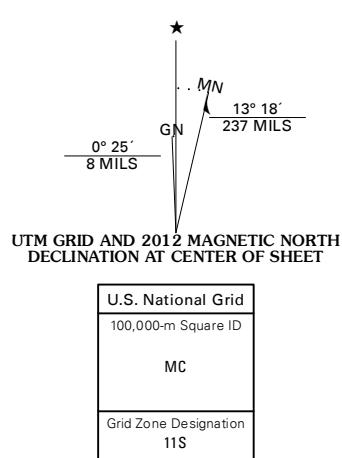 ★
MN
GN
13° 18´
237 MILS
0° 25´
8 MILS
UTM GRID AND 2012 MAGNETIC NORTH
DECLINATION AT CENTER OF SHEET
U.S. National Grid
100,000-m Square ID
MC
Grid Zone Designation
11S